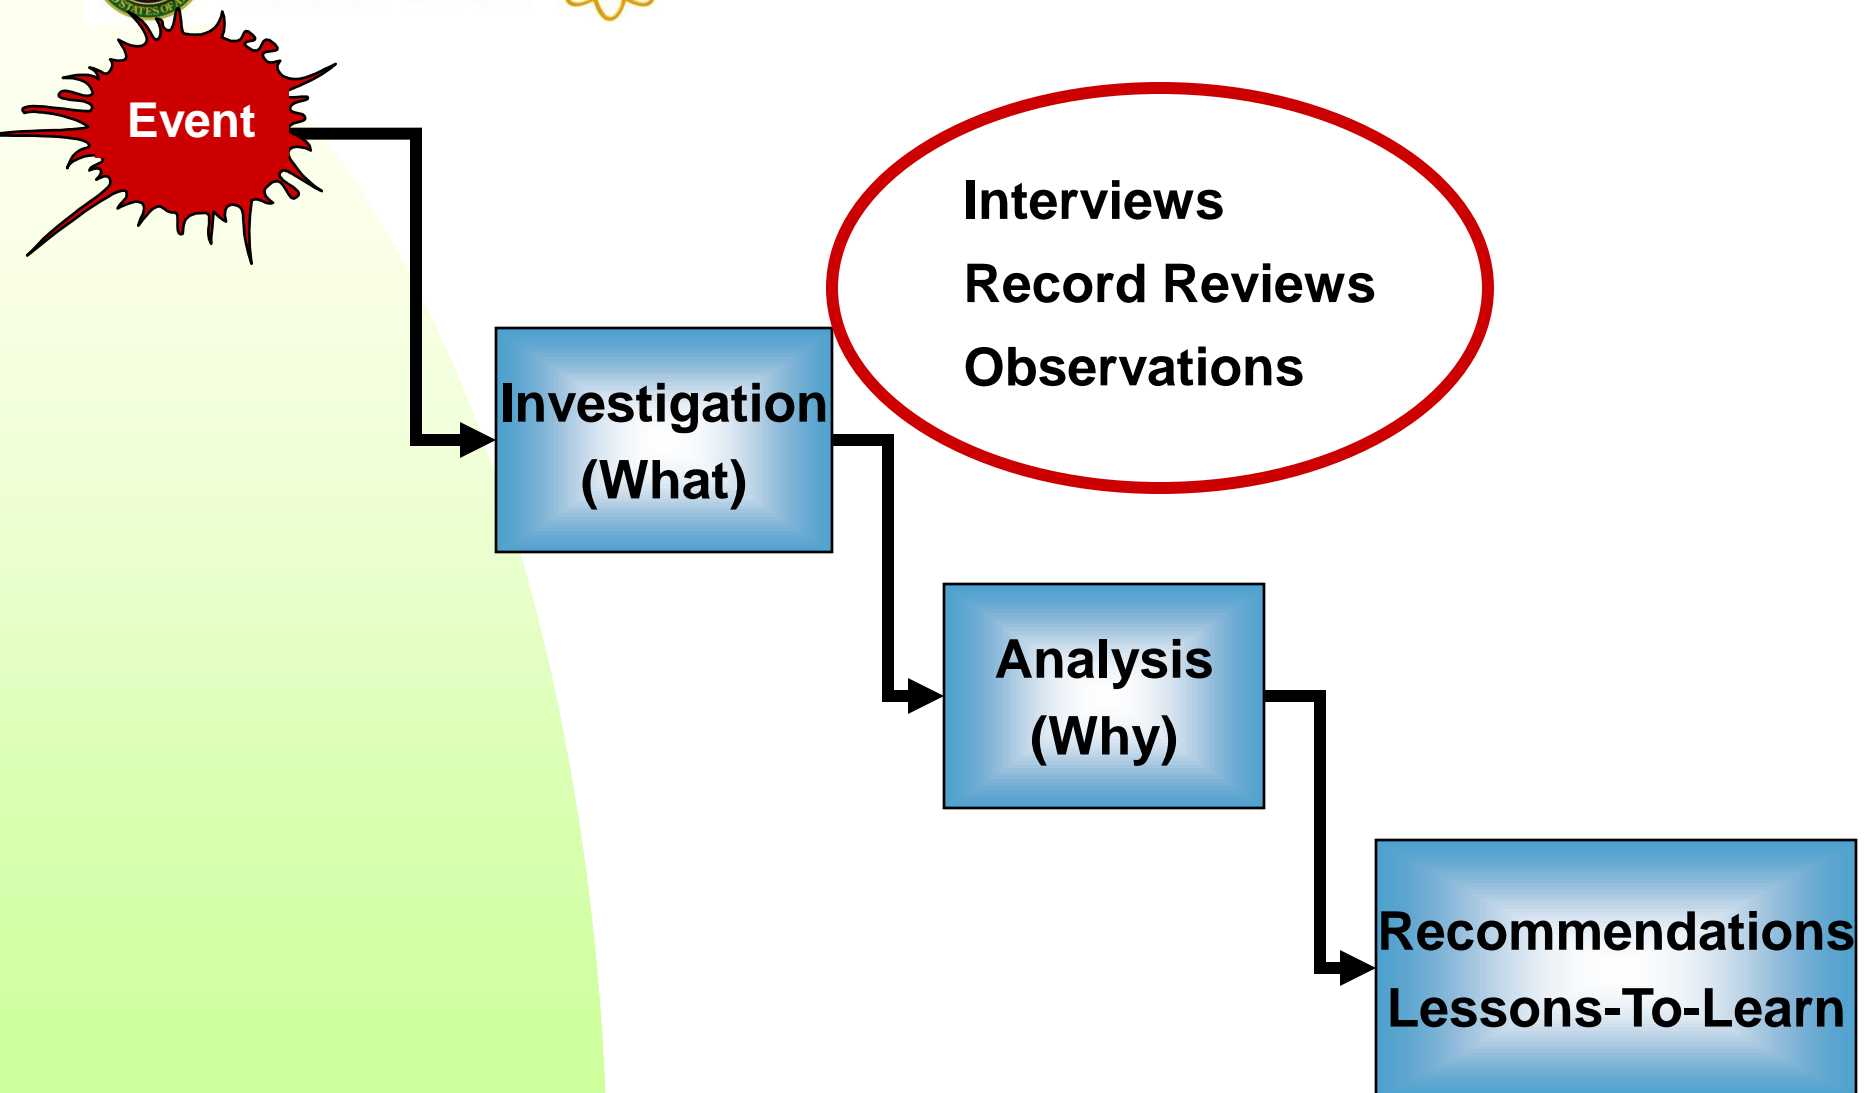 Event
Interviews
Record Reviews
Observations
Investigation
(What)
Analysis
(Why)
Recommendations
Lessons-To-Learn